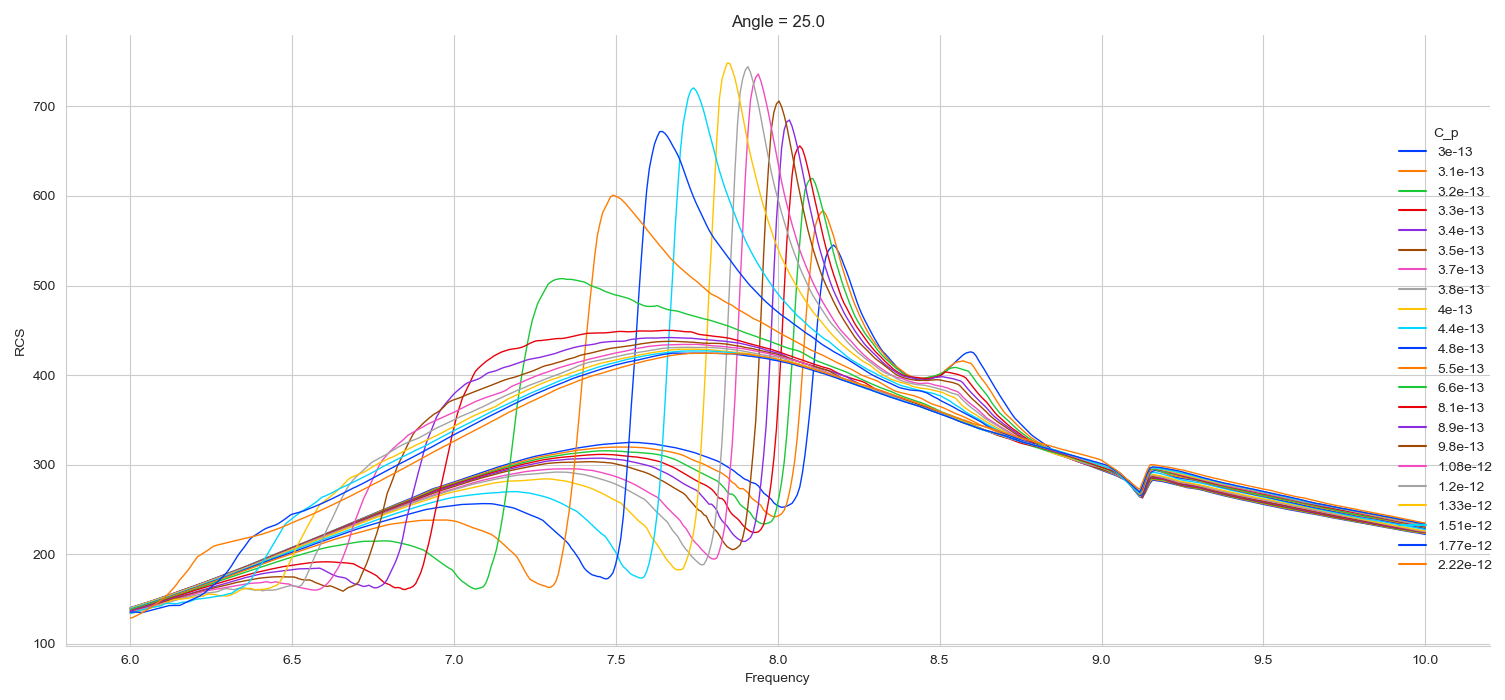 Angle = 25.0
RCS
700
600
500
400
300
200
100
6.0 6.5 7.0 7.5 8.0 8.5 9.0 9.5 10.0
Frequency
C_p
3e-13
3.1e-13
3.2e-13
3.3e-13
3.4e-13
3.5e-13
3.7e-13
3.8e-13
4e-13
4.4e-13
4.8e-13
5.5e-13
6.6e-13
8.1e-13
8.9e-13
9.8e-13
1.08e-12
1.2e-12
1.33e-12
1.51e-12
1.77e-12
2.22e-12